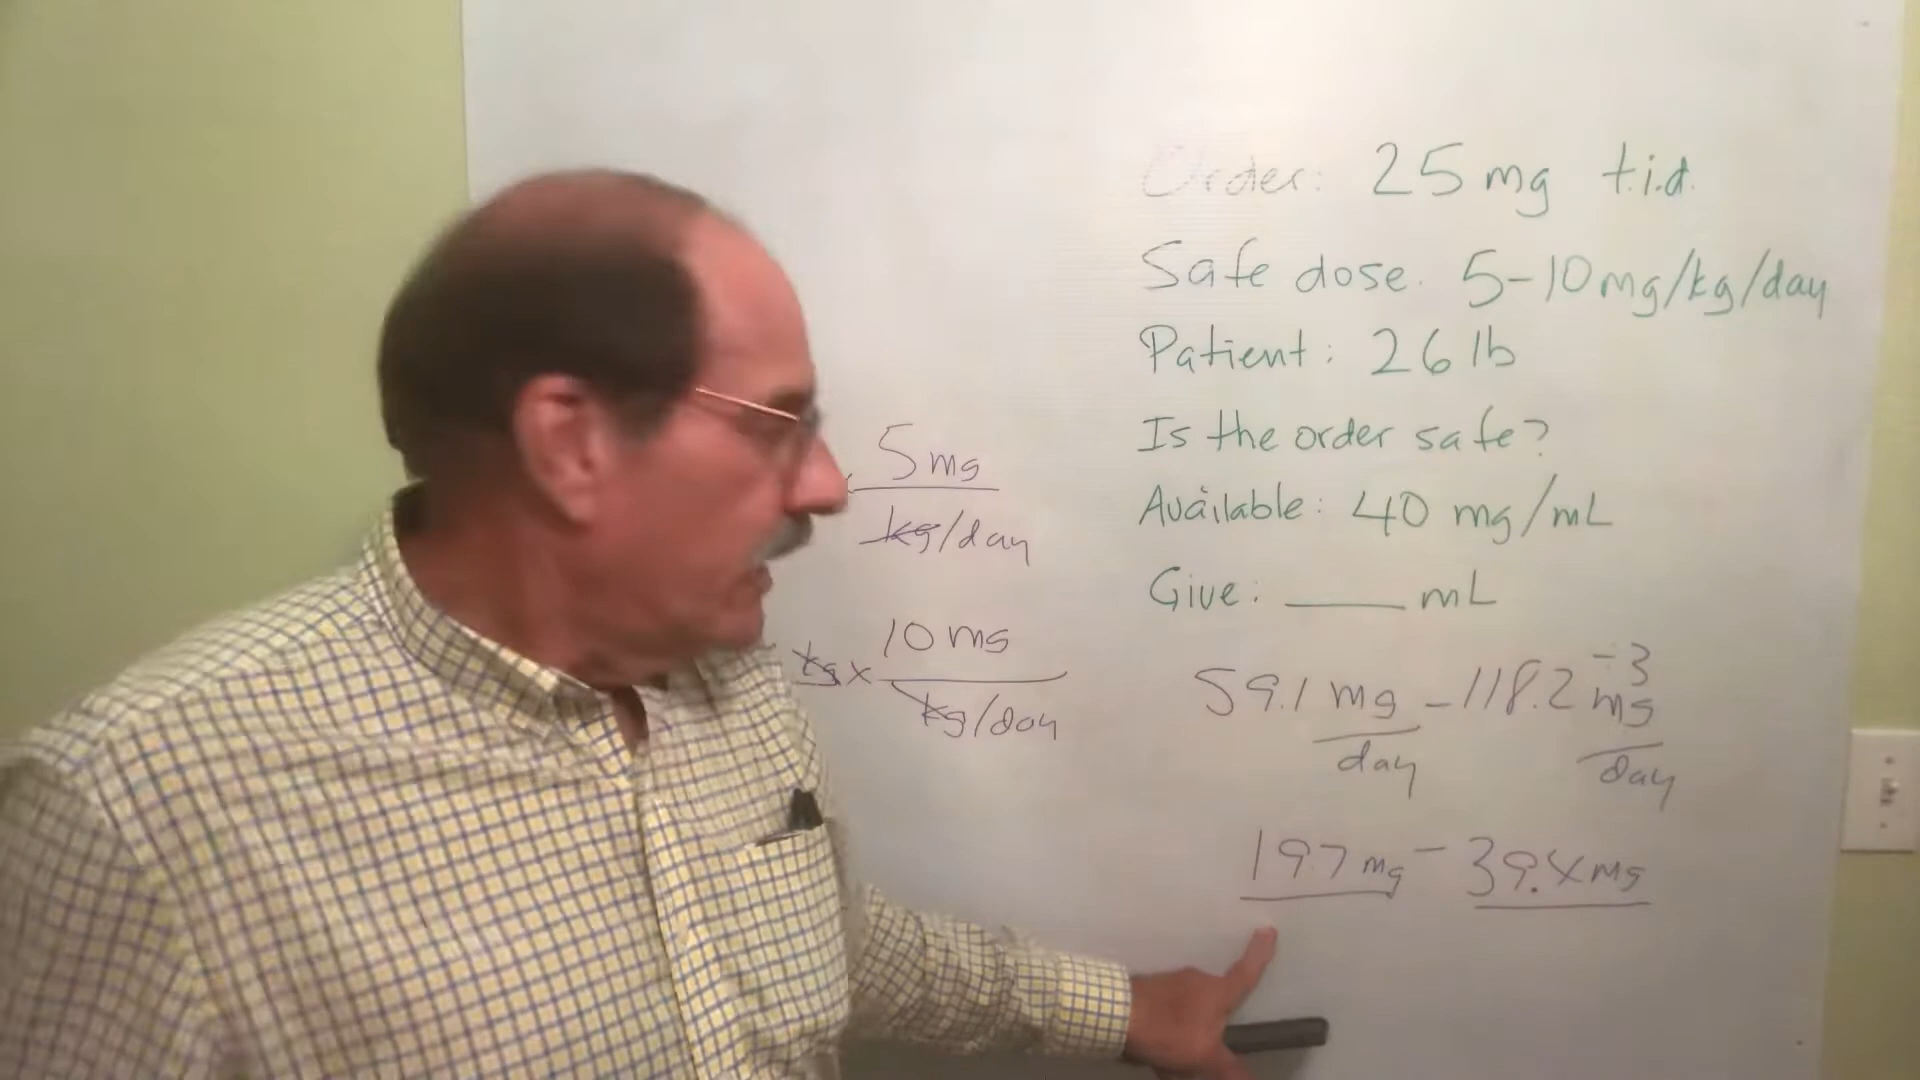 Order: 25 mg t.i.d.
Safe dose. 5-10 mg/kg/day
Patient: 26 lb
Is the order safe?
Available: 40 mg/mL
Give: ____ mL
5 mg
kg/day
kg x 10 mg
kg/day
÷3
59.1 mg - 118.2 mg
day day
19.7 mg - 39.4 mg